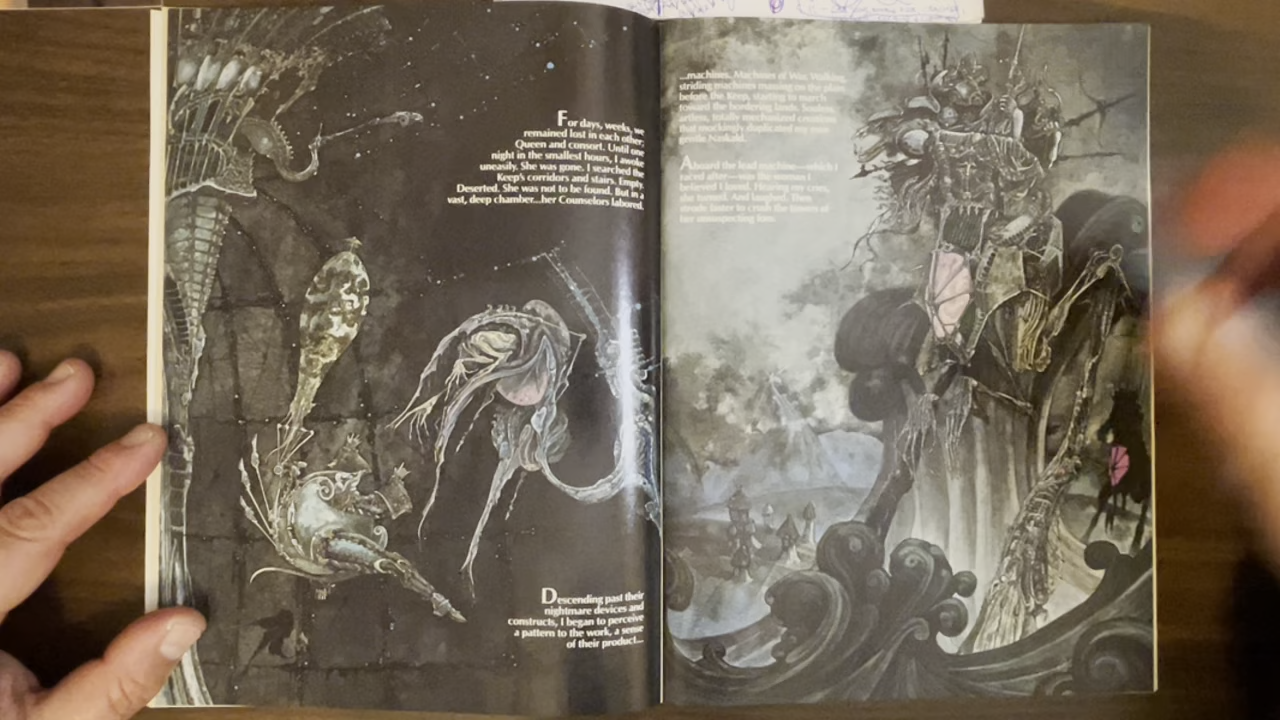 For days, weeks, we
remained lost in each other;
Queen and consort. Until one
night in the smallest hours, I awoke
uneasily. She was gone. I searched the
Keep's corridors and stairs. Empty.
Deserted. She was not to be found. But in a
vast, deep chamber...her Counselors labored.
Descending past their
nightmare devices and
constructs, I began to perceive
a pattern to the work, a sense
of their product...
...machines. Machines of War. Walking,
striding machines massing on the plain
before the Keep, starting to march
toward the bordering lands. Soulless,
artless, totally mechanized creations
that mockingly duplicated my own
gentle
Aboard the lead machine—which I
raced after—was the woman I
believed I loved. Hearing my cries,
she turned. And laughed. Then
strode faster to crush the towers of
her unsuspecting foes.